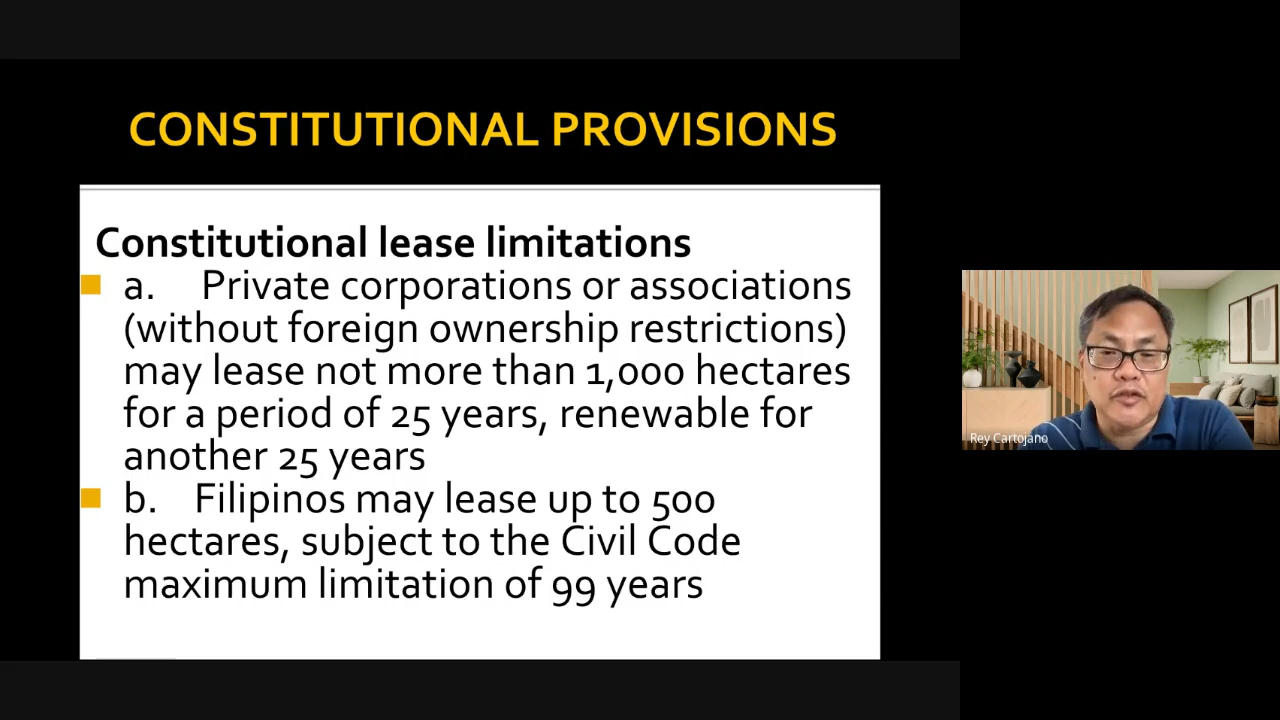 CONSTITUTIONAL PROVISIONS
Constitutional lease limitations
a. Private corporations or associations
(without foreign ownership restrictions)
may lease not more than 1,000 hectares
for a period of 25 years, renewable for
another 25 years
b. Filipinos may lease up to 500
hectares, subject to the Civil Code
maximum limitation of 99 years
Rey Cartojano